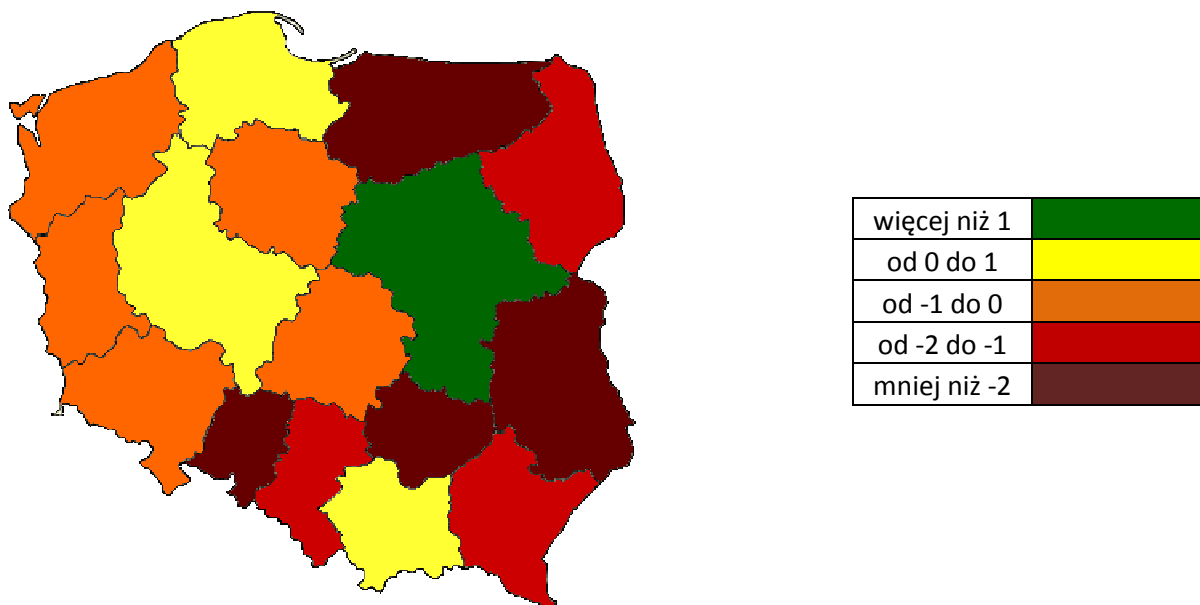 więcej niż 1
od 0 do 1
od -1 do 0
od -2 do -1
mniej niż -2